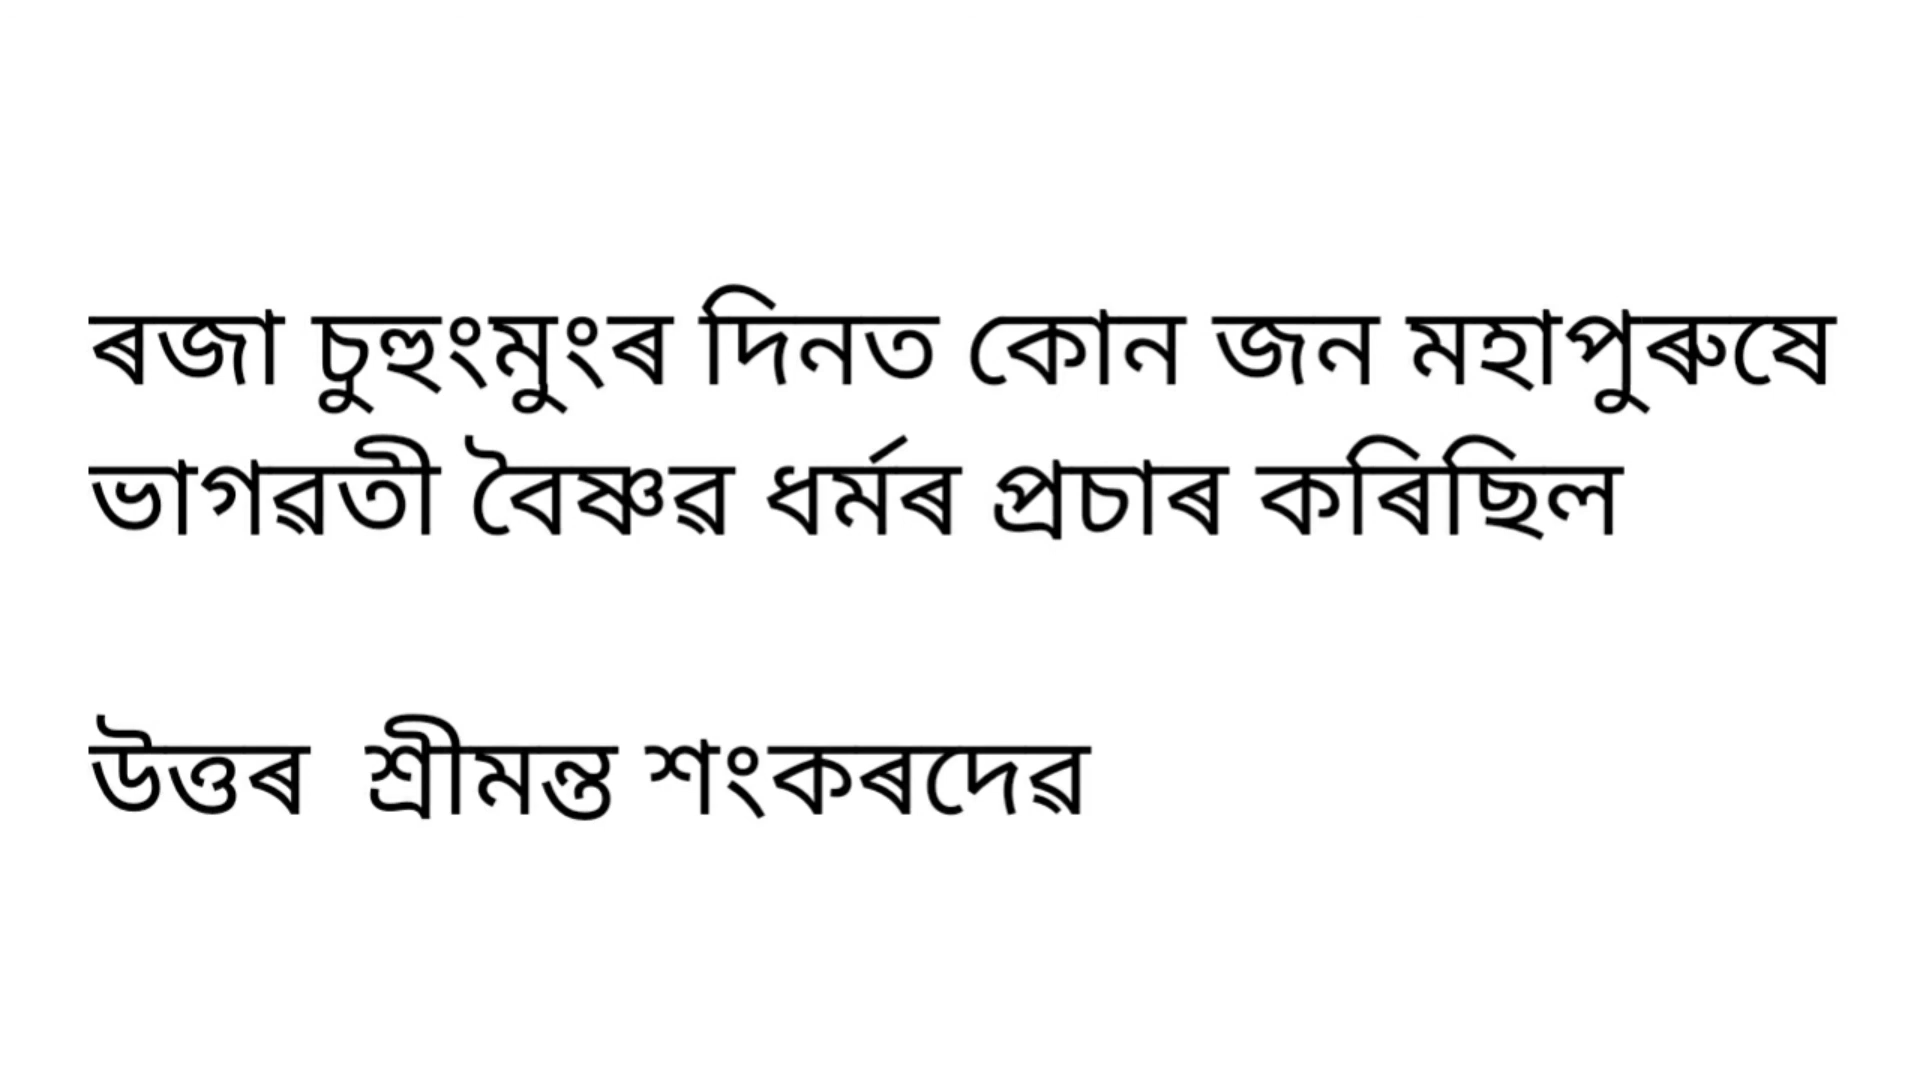 ৰজা চুহুংমুংৰ দিনত কোন জন মহাপুৰুষে
ভাগৱতী বৈষ্ণৱ ধৰ্মৰ প্ৰচাৰ কৰিছিল
উত্তৰ শ্ৰীমন্ত শংকৰদেৱ